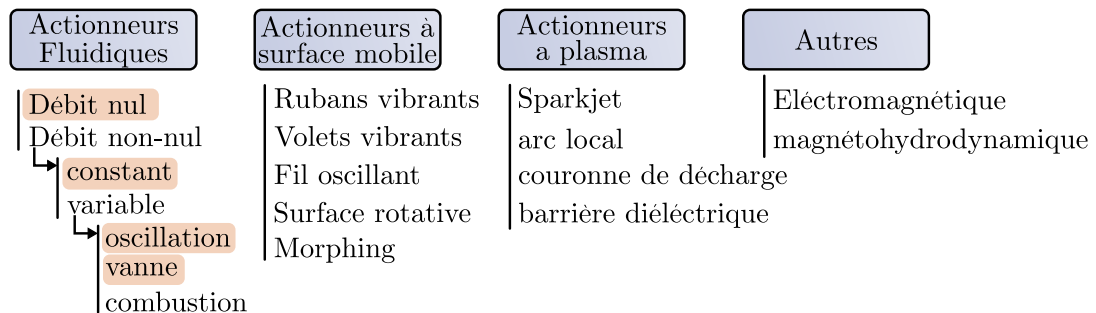 Actionneurs
Fluidiques
Débit nul
Débit non-nul
constant
variable
oscillation
vanne
combustion
Actionneurs à
surface mobile
Rubans vibrants
Volets vibrants
Fil oscillant
Surface rotative
Morphing
Actionneurs
a plasma
Sparkjet
arc local
couronne de décharge
barrière diéléctrique
Autres
Eléctromagnétique
magnétohydrodynamique